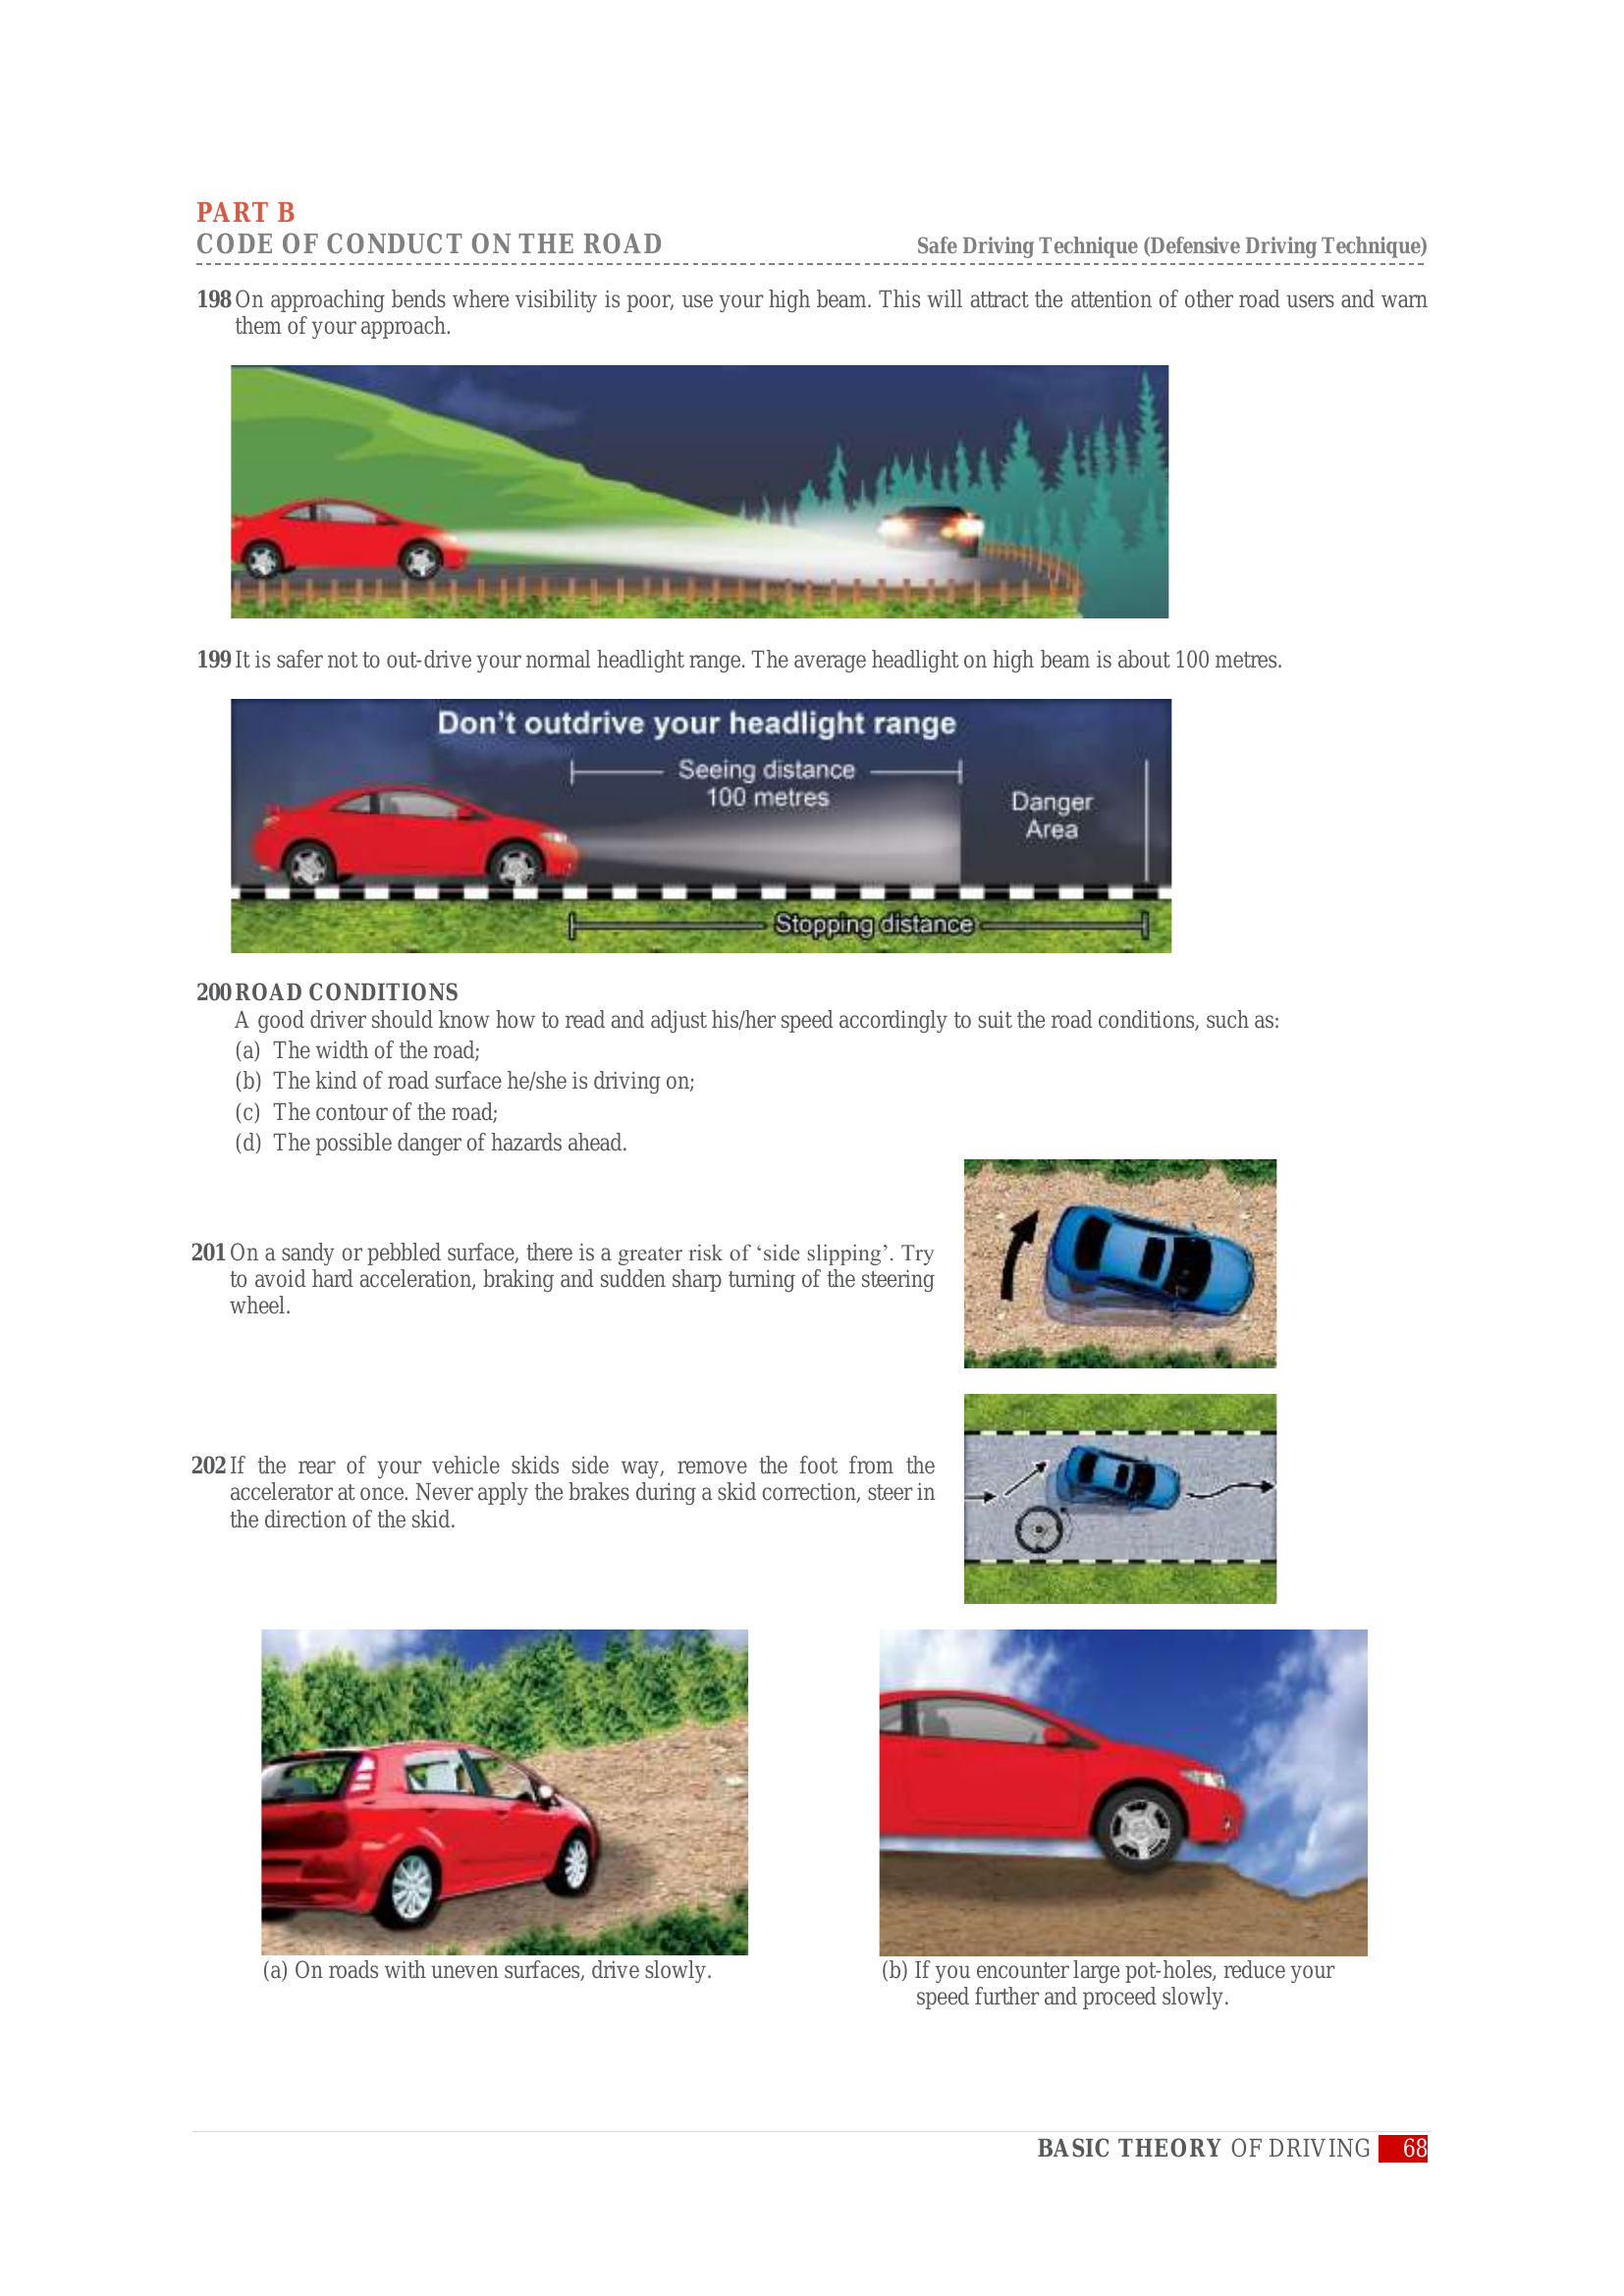 PART B
CODE OF CONDUCT ON THE ROAD
Safe Driving Technique (Defensive Driving Technique)
198 On approaching bends where visibility is poor, use your high beam. This will attract the attention of other road users and warn
them of your approach.
199 It is safer not to out-drive your normal headlight range. The average headlight on high beam is about 100 metres.
Don't outdrive your headlight range
Seeing distance
100 metres
Danger
Area
Stopping distance
200 ROAD CONDITIONS
A good driver should know how to read and adjust his/her speed accordingly to suit the road conditions, such as:
(a) The width of the road;
(b) The kind of road surface he/she is driving on;
(c) The contour of the road;
(d) The possible danger of hazards ahead.
201 On a sandy or pebbled surface, there is a greater risk of ‘side slipping’. Try
to avoid hard acceleration, braking and sudden sharp turning of the steering
wheel.
202 If the rear of your vehicle skids side way, remove the foot from the
accelerator at once. Never apply the brakes during a skid correction, steer in
the direction of the skid.
(a) On roads with uneven surfaces, drive slowly.
(b) If you encounter large pot-holes, reduce your
speed further and proceed slowly.
BASIC THEORY OF DRIVING 68